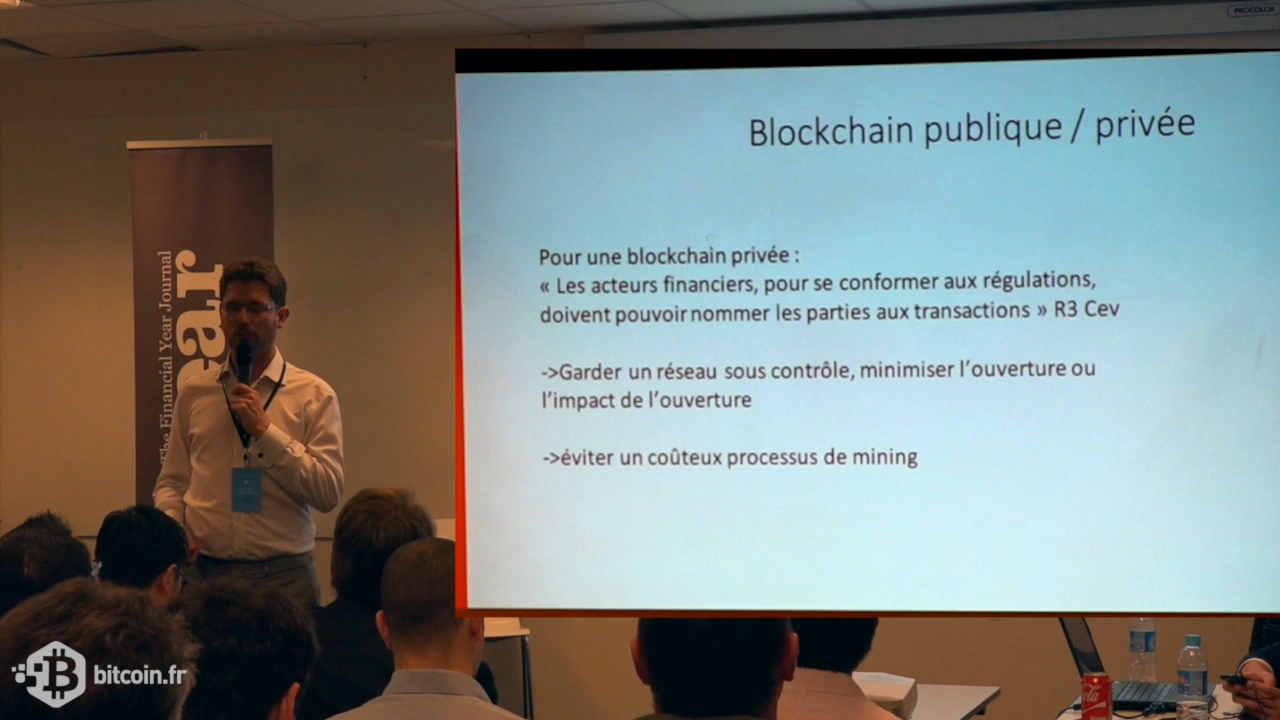 PROCOLOR
Blockchain publique / privée
Pour une blockchain privée :
« Les acteurs financiers, pour se conformer aux régulations,
doivent pouvoir nommer les parties aux transactions » R3 Cev
->Garder un réseau sous contrôle, minimiser l'ouverture ou
l'impact de l'ouverture
->éviter un coûteux processus de mining
The Financial Year Journal
ear
bitcoin.fr